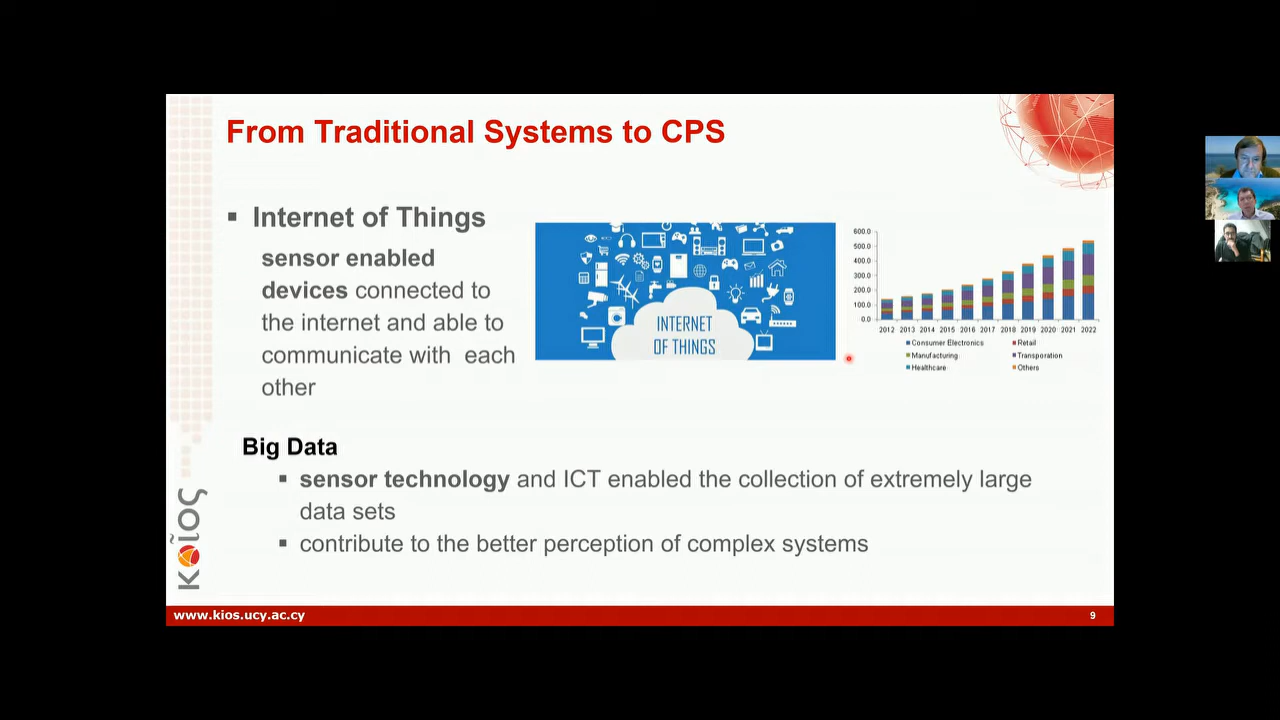 From Traditional Systems to CPS
▪ Internet of Things
sensor enabled
devices connected to
the internet and able to
communicate with each
other
INTERNET
OF THINGS
600.0
500.0
400.0
300.0
200.0
100.0
0.0
2012 2013 2014 2015 2016 2017 2018 2019 2020 2021 2022
Consumer Electronics Retail
Manufacturing Transporation
Healthcare Others
Big Data
▪ sensor technology and ICT enabled the collection of extremely large
data sets
▪ contribute to the better perception of complex systems
κοῖος
www.kios.ucy.ac.cy 9